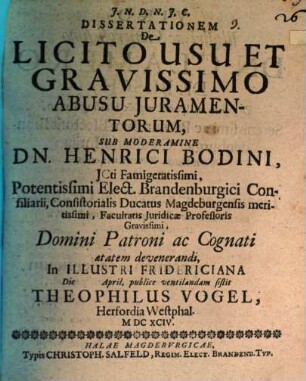 J. N. D. N. J. C.
DISSERTATIONEM 9.
De
LICITO USU ET
GRAVISSIMO
ABUSU JURAMEN-
TORUM,
SUB MODERAMINE
DN. HENRICI BODINI,
JCti Famigeratissimi,
Potentissimi Elect. Brandenburgici Con-
siliarii, Consistorialis Ducatus Magdeburgensis meri-
tissimi, Facultatis Juridicæ Professoris
Gravissimi,
Domini Patroni ac Cognati
ætatem devenerandi,
In ILLUSTRI FRIDERICIANA
Die April. publice ventilandam sistit
THEOPHILUS VOGEL,
Herfordia Westphal.
M DC XCIV.
HALAE MAGDEBVRGICAE,
Typis CHRISTOPH. SALFELD, REGIM. ELECT. BRANDENB. TYP.